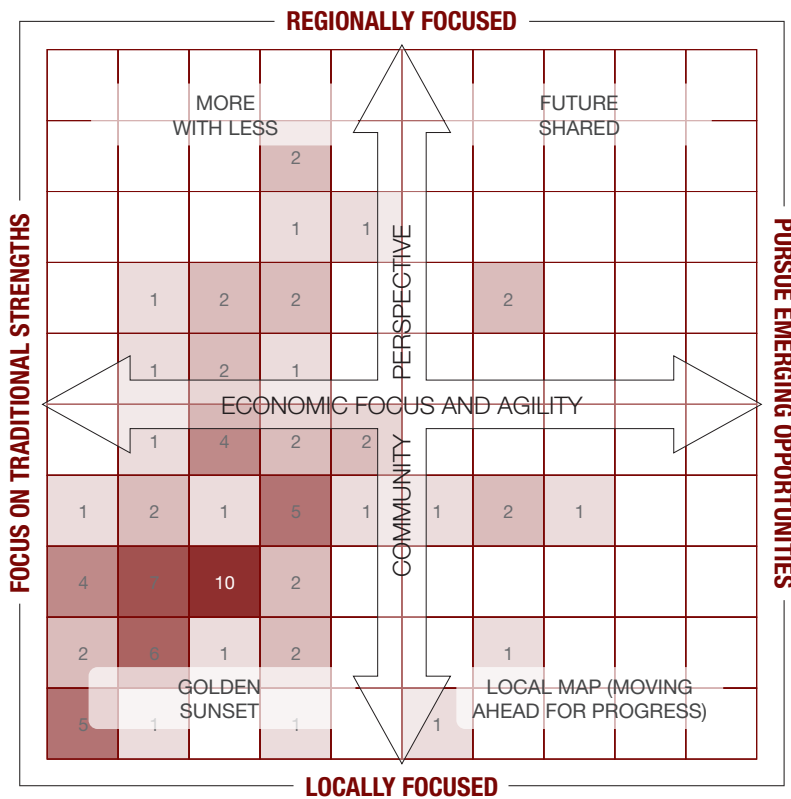 REGIONALLY FOCUSED
MORE
WITH LESS
FUTURE
SHARED
2
1 1
1 2 2 2
1 2 1
FOCUS ON TRADITIONAL STRENGTHS
PURSUE EMERGING OPPORTUNITIES
COMMUNITY PERSPECTIVE
ECONOMIC FOCUS AND AGILITY
1 4 2 2
1 2 1 5 1 1 2 1
4 7 10 2
2 6 1 2 1
GOLDEN
SUNSET
LOCAL MAP (MOVING
AHEAD FOR PROGRESS)
5 1 1 1
LOCALLY FOCUSED